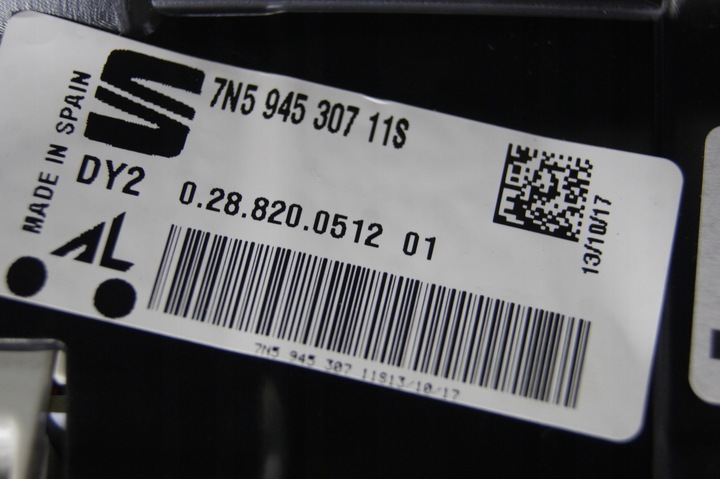 7N5 945 307 11S
MADE IN SPAIN
DY2
0.28.820.0512 01
13/10/17
AL
7N5 945 307 11S13/10/17